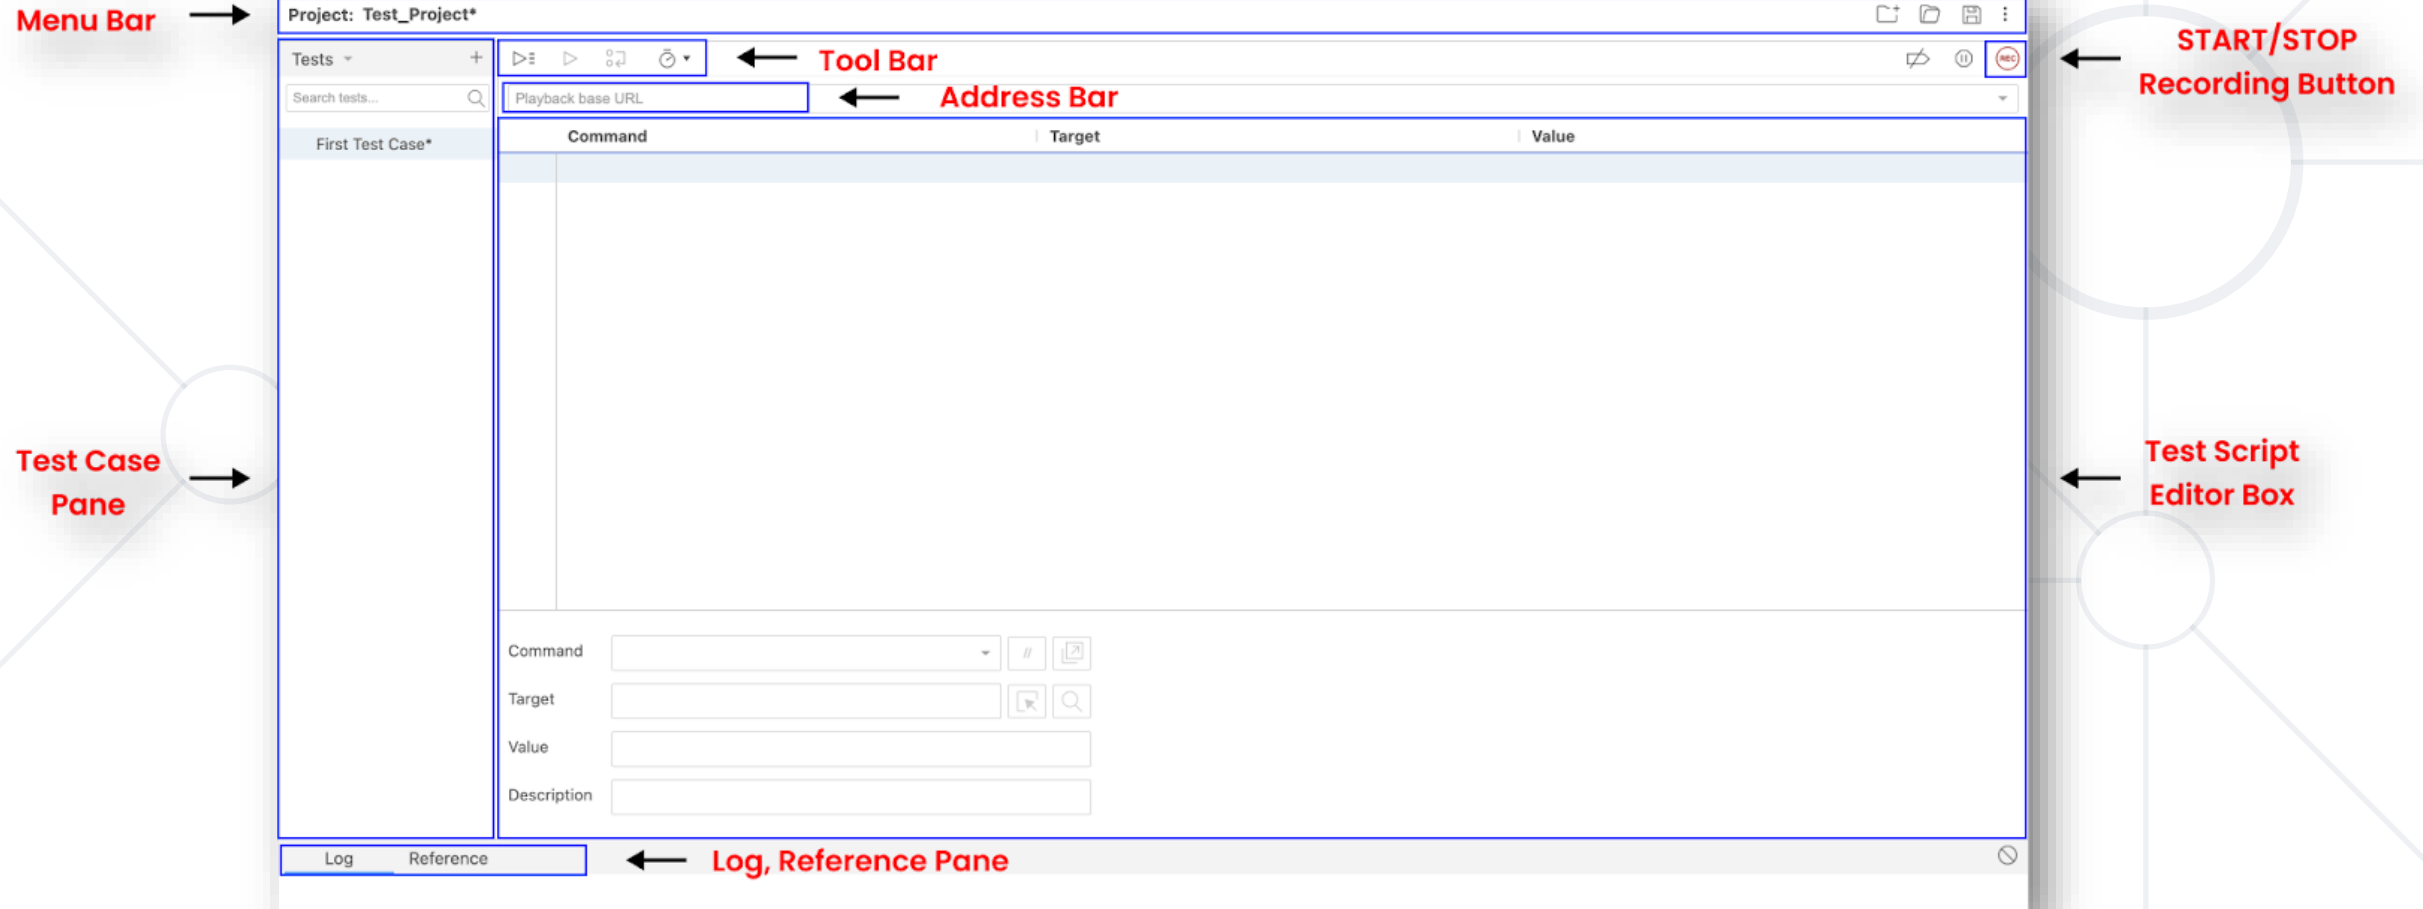 Menu Bar
Project: Test_Project*
Tests
Tool Bar
REC
START/STOP
Recording Button
Search tests...
Playback base URL
Address Bar
Command
Target
Value
First Test Case*
Test Case
Pane
Test Script
Editor Box
Command
//
Target
Value
Description
Log
Reference
Log, Reference Pane